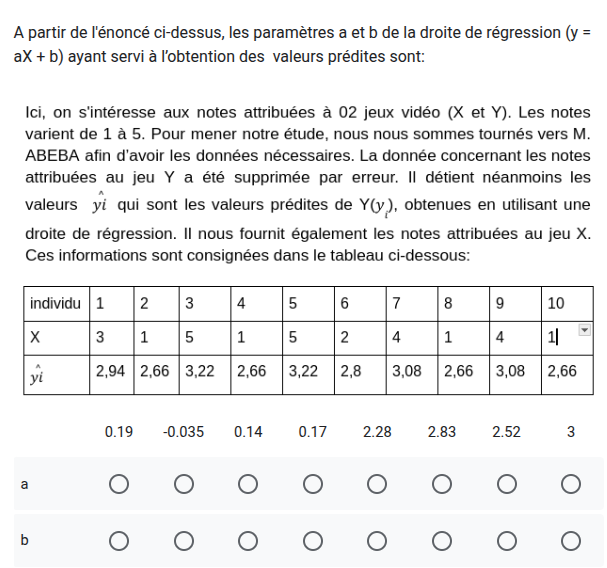 A partir de l'énoncé ci-dessus, les paramètres a et b de la droite de régression (y =
aX + b) ayant servi à l'obtention des valeurs prédites sont:
Ici, on s'intéresse aux notes attribuées à 02 jeux vidéo (X et Y). Les notes
varient de 1 à 5. Pour mener notre étude, nous nous sommes tournés vers M.
ABEBA afin d'avoir les données nécessaires. La donnée concernant les notes
attribuées au jeu Y a été supprimée par erreur. Il détient néanmoins les
valeurs ŷi qui sont les valeurs prédites de Y(yᵢ), obtenues en utilisant une
droite de régression. Il nous fournit également les notes attribuées au jeu X.
Ces informations sont consignées dans le tableau ci-dessous:
individu 1 2 3 4 5 6 7 8 9 10
X 3 1 5 1 5 2 4 1 4 1
ŷi 2,94 2,66 3,22 2,66 3,22 2,8 3,08 2,66 3,08 2,66
0.19 -0.035 0.14 0.17 2.28 2.83 2.52 3
a
b